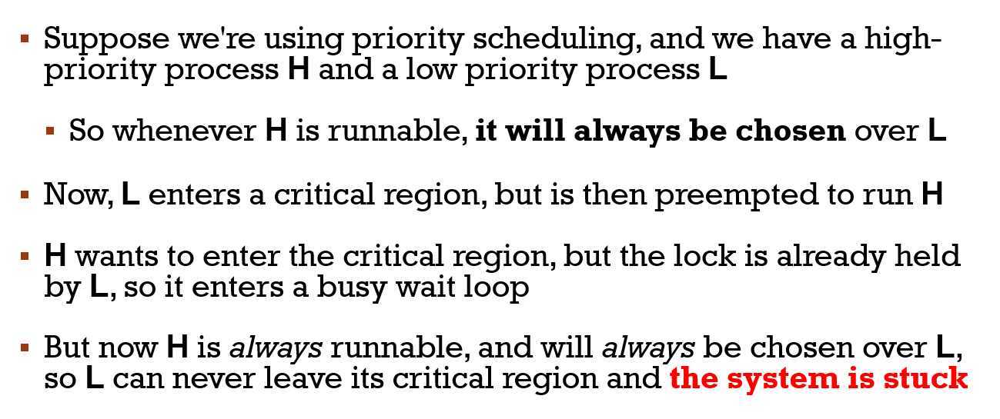 ▪ Suppose we're using priority scheduling, and we have a high-
priority process H and a low priority process L
▪ So whenever H is runnable, it will always be chosen over L
▪ Now, L enters a critical region, but is then preempted to run H
▪ H wants to enter the critical region, but the lock is already held
by L, so it enters a busy wait loop
▪ But now H is always runnable, and will always be chosen over L,
so L can never leave its critical region and the system is stuck